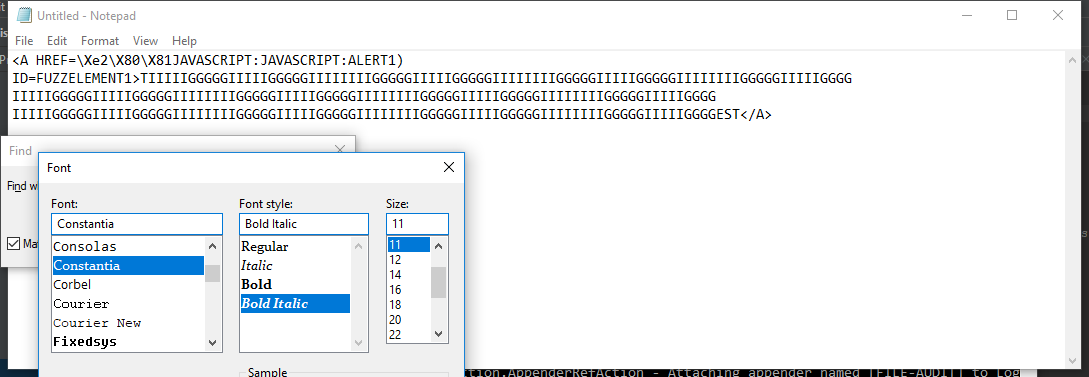 Untitled - Notepad
File Edit Format View Help
<A HREF=\Xe2\X80\X81JAVASCRIPT:JAVASCRIPT:ALERT1)
ID=FUZZELEMENT1>TIIIIIGGGGGIIIIIGGGGGIIIIIIIIGGGGGIIIIIGGGGGIIIIIIIIGGGGGIIIIIGGGGGIIIIIIIIGGGGGIIIIIGGGG
IIIIIGGGGGIIIIIGGGGGIIIIIIIIGGGGGIIIIIGGGGGIIIIIIIIGGGGGIIIIIGGGGGIIIIIIIIGGGGGIIIIIGGGG
IIIIIGGGGGIIIIIGGGGGIIIIIIIIGGGGGIIIIIGGGGGIIIIIIIIGGGGGIIIIIGGGGGIIIIIIIIGGGGGIIIIIGGGGEST</A>
Find
Find w
Ma
Font
Font: Font style: Size:
Constantia Bold Italic 11
Consolas Regular 11
Constantia Italic 12
Corbel Bold 14
Courier Bold Italic 16
Courier New 18
Fixedsys 20
22
Sample
ction.AppenderRefAction - Attaching appender named [FILE-AUDIT] to Log